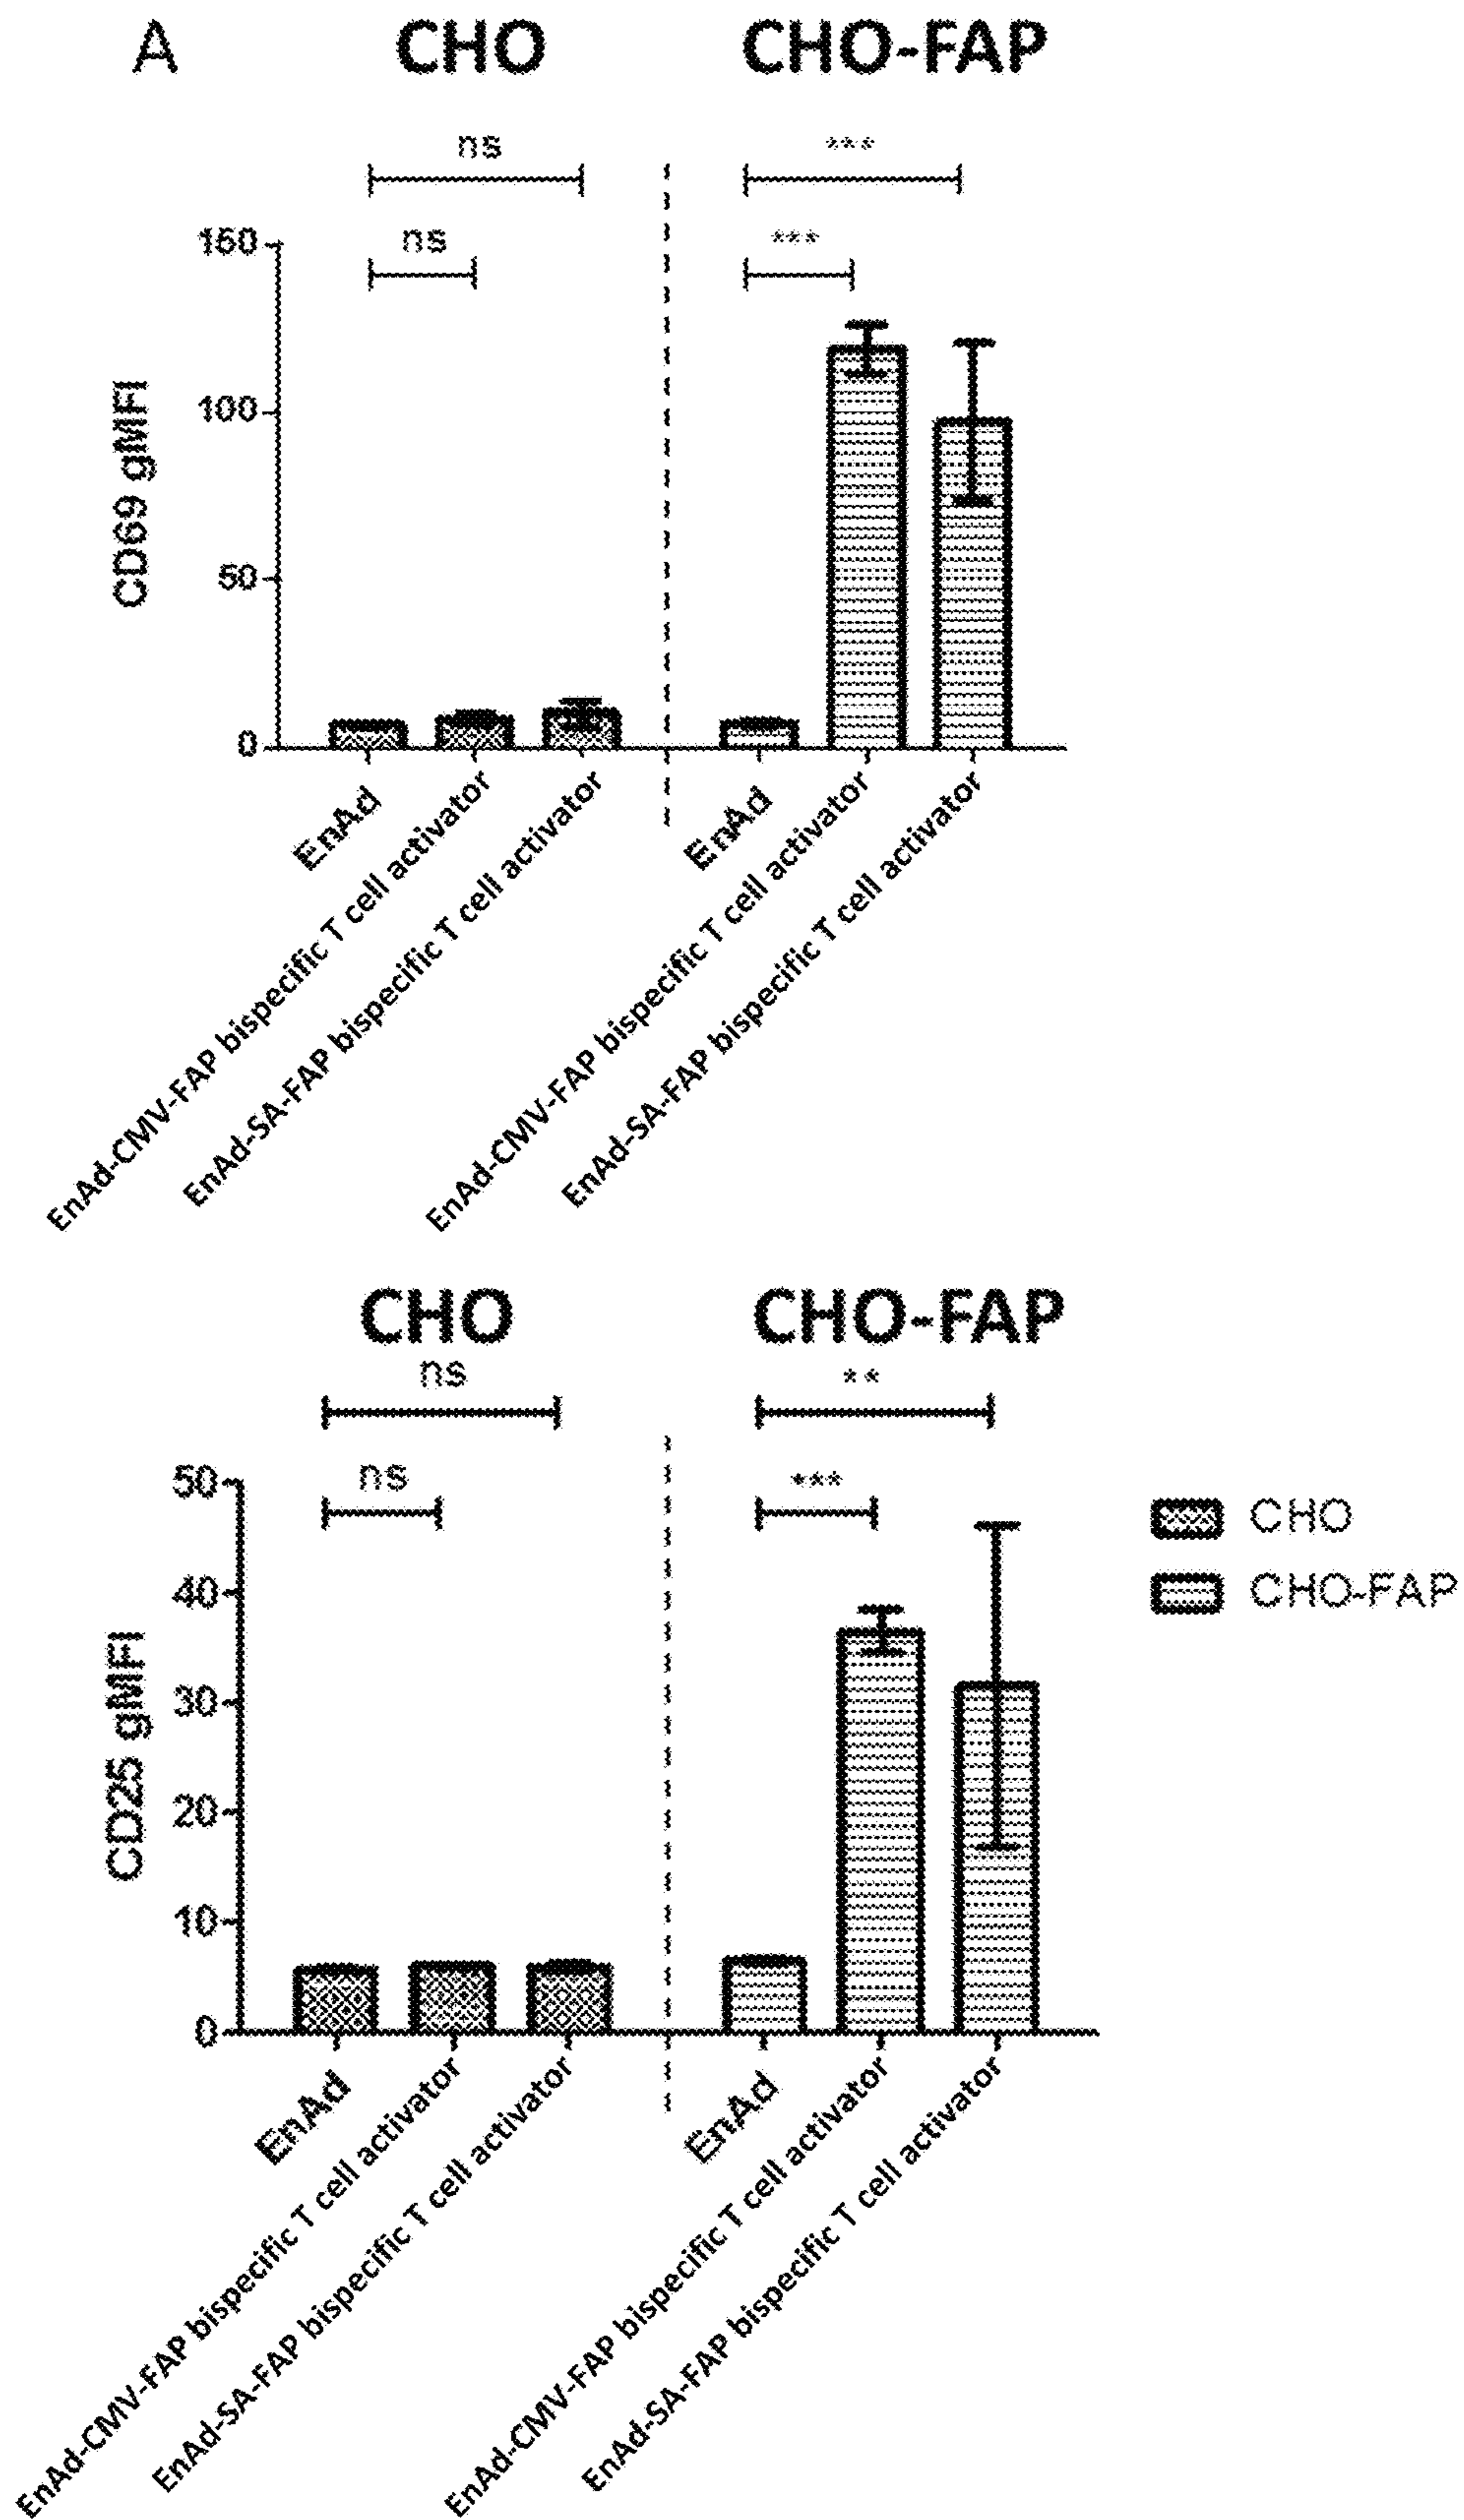 A
CHO CHO-FAP
ns ***
ns ***
150
100
50
0
CD69 gMFI
EnAd
EnAd-CMV-FAP bispecific T cell activator
EnAd-SA-FAP bispecific T cell activator
EnAd
EnAd-CMV-FAP bispecific T cell activator
EnAd-SA-FAP bispecific T cell activator
CHO CHO-FAP
ns **
ns ***
50
40
30
20
10
0
CD25 gMFI
CHO
CHO-FAP
EnAd
EnAd-CMV-FAP bispecific T cell activator
EnAd-SA-FAP bispecific T cell activator
EnAd
EnAd-CMV-FAP bispecific T cell activator
EnAd-SA-FAP bispecific T cell activator